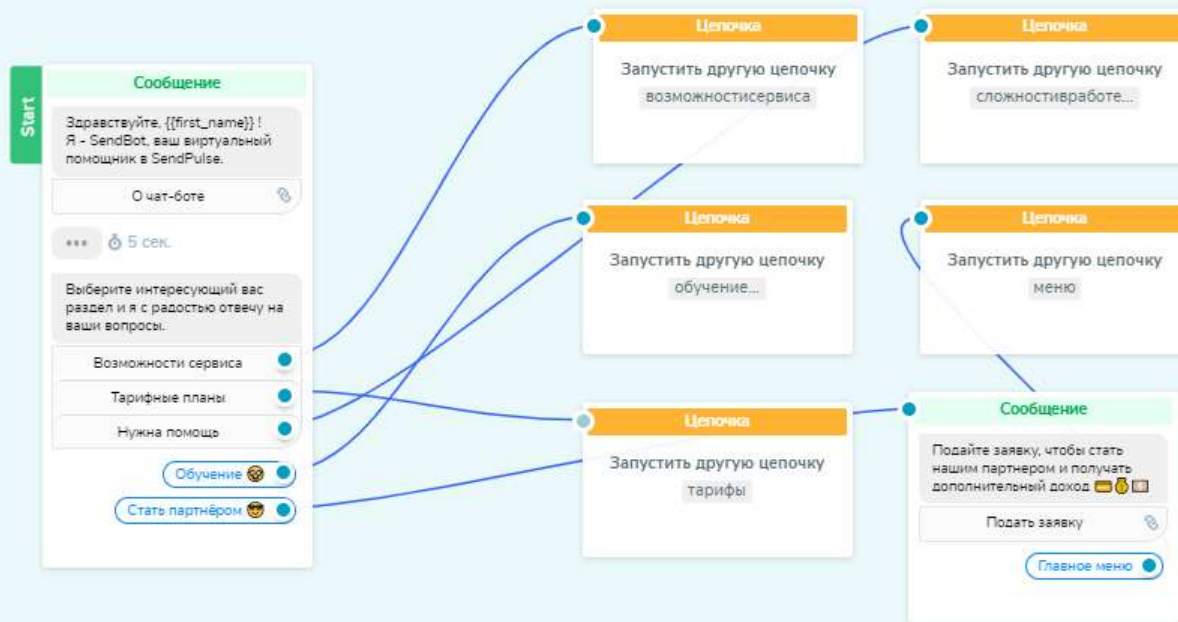 Start
Сообщение
Здравствуйте, {{first_name}} !
Я - SendBot, ваш виртуальный
помощник в SendPulse.
О чат-боте
5 сек.
Выберите интересующий вас
раздел и я с радостью отвечу на
ваши вопросы.
Возможности сервиса
Тарифные планы
Нужна помощь
Обучение 🤓
Стать партнёром 😎
Цепочка
Запустить другую цепочку
возможностисервиса
Цепочка
Запустить другую цепочку
сложностивработе...
Цепочка
Запустить другую цепочку
обучение...
Цепочка
Запустить другую цепочку
меню
Цепочка
Запустить другую цепочку
тарифы
Сообщение
Подайте заявку, чтобы стать
нашим партнером и получать
дополнительный доход 💳💰💵
Подать заявку
Главное меню